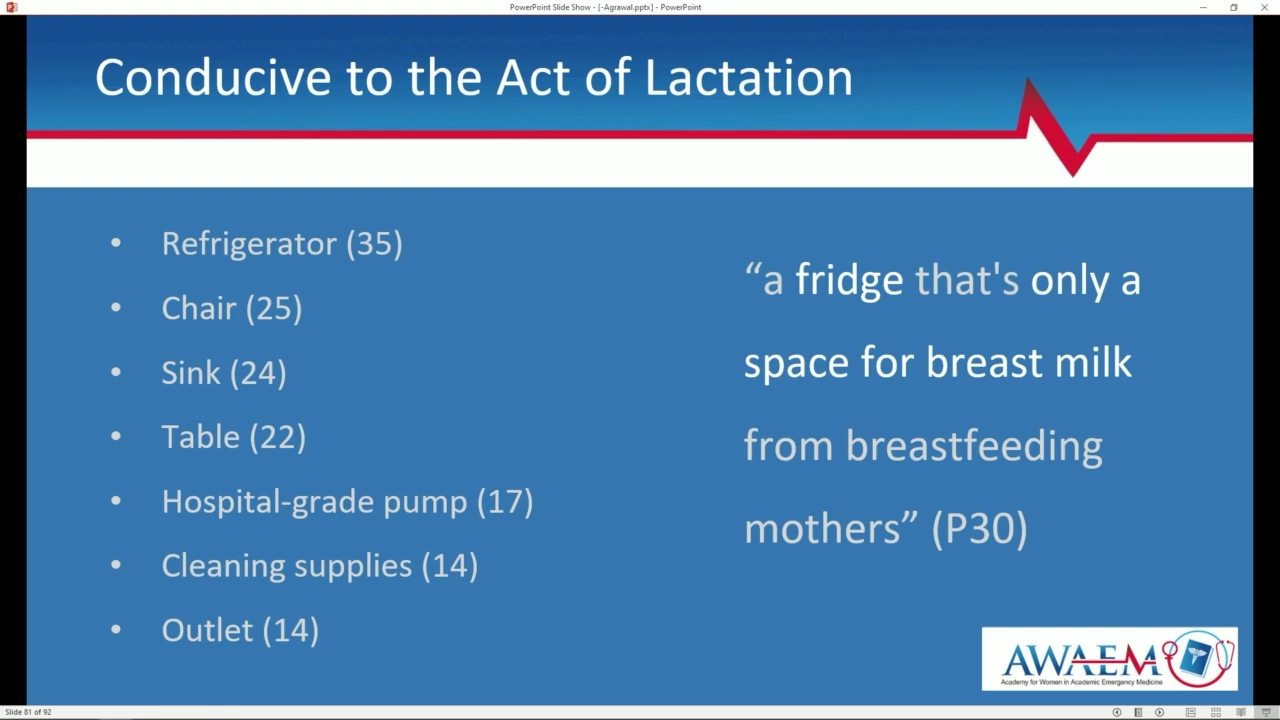 PowerPoint Slide Show - [-Agrawal.pptx] - PowerPoint
Conducive to the Act of Lactation
• Refrigerator (35)
• Chair (25)
• Sink (24)
• Table (22)
• Hospital-grade pump (17)
• Cleaning supplies (14)
• Outlet (14)
“a fridge that's only a
space for breast milk
from breastfeeding
mothers” (P30)
AWAEM
Academy for Women in Academic Emergency Medicine
Slide 81 of 92